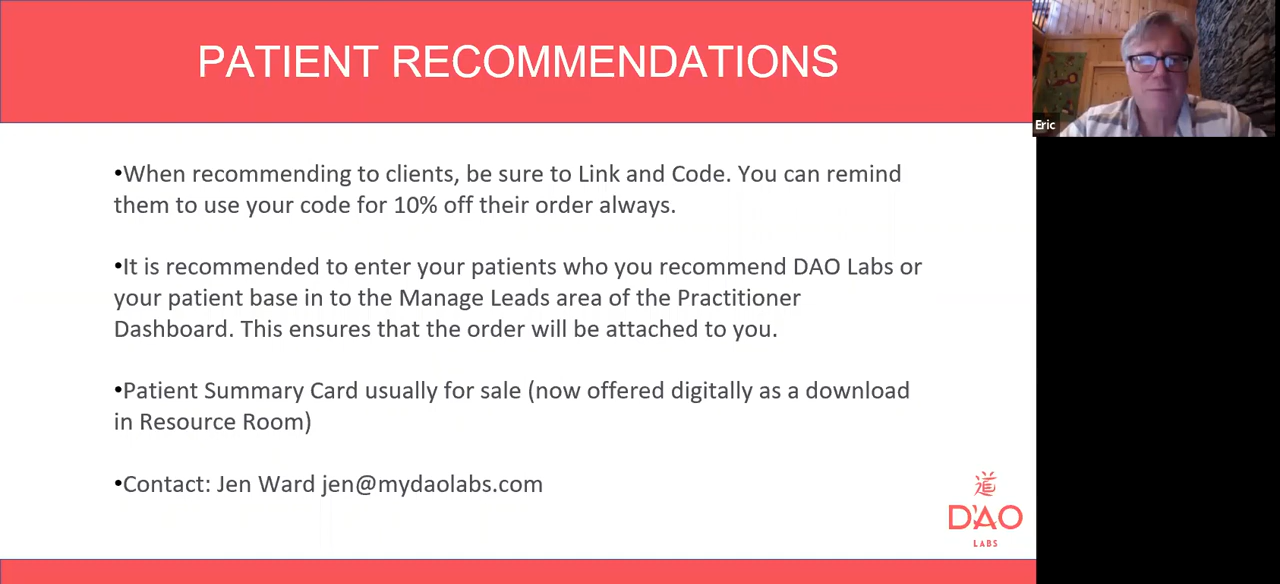 PATIENT RECOMMENDATIONS
Eric
•When recommending to clients, be sure to Link and Code. You can remind
them to use your code for 10% off their order always.
•It is recommended to enter your patients who you recommend DAO Labs or
your patient base in to the Manage Leads area of the Practitioner
Dashboard. This ensures that the order will be attached to you.
•Patient Summary Card usually for sale (now offered digitally as a download
in Resource Room)
•Contact: Jen Ward jen@mydaolabs.com
道
DAO
LABS